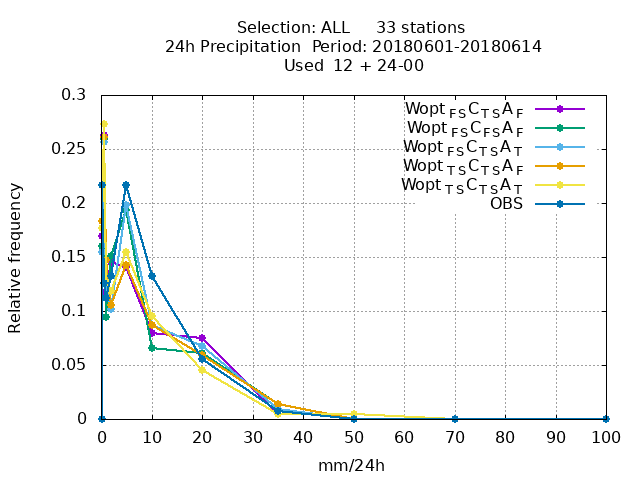 Selection: ALL 33 stations
24h Precipitation Period: 20180601-20180614
Used 12 + 24-00
Relative frequency
0.3
0.25
0.2
0.15
0.1
0.05
0
Wopt FS C TS A F
Wopt FS C FS A F
Wopt FS C TS A T
Wopt TS C TS A F
Wopt TS C TS A T
OBS
0 10 20 30 40 50 60 70 80 90 100
mm/24h